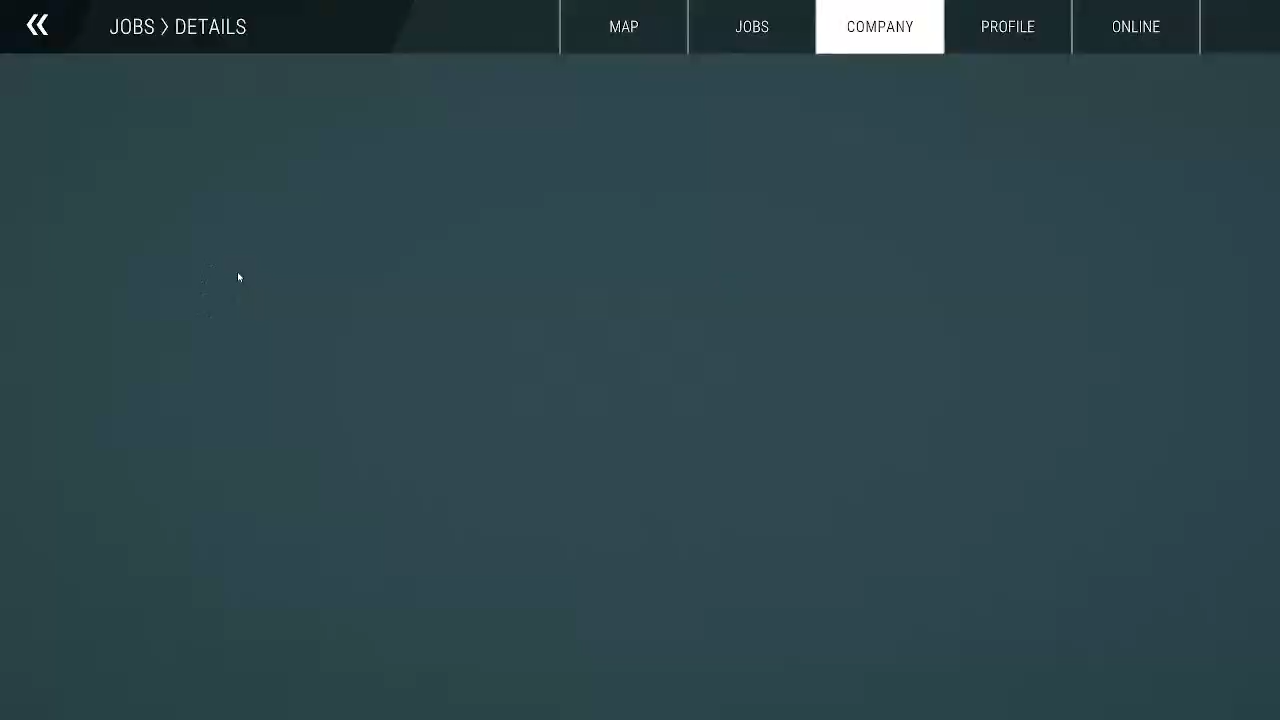 JOBS > DETAILS
MAP
JOBS
COMPANY
PROFILE
ONLINE